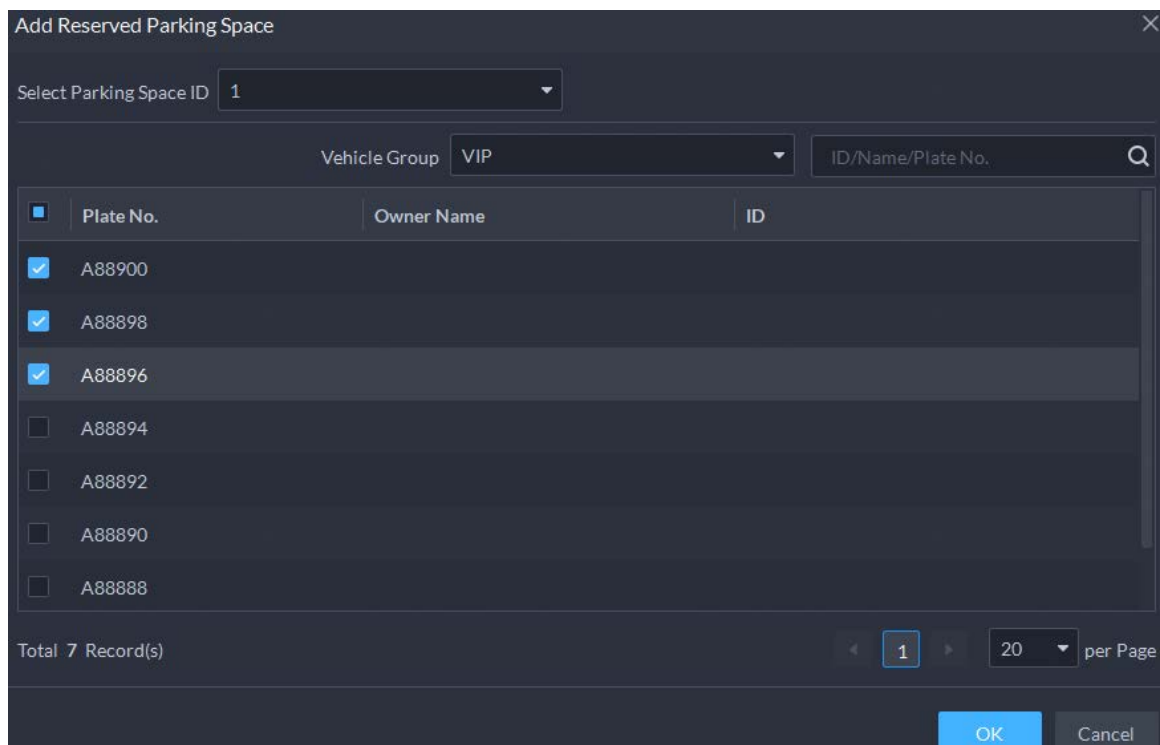 Add Reserved Parking Space
Select Parking Space ID 1
Vehicle Group VIP ID/Name/Plate No.
Plate No. Owner Name ID
A88900
A88898
A88896
A88894
A88892
A88890
A88888
Total 7 Record(s) 1 20 per Page
OK Cancel